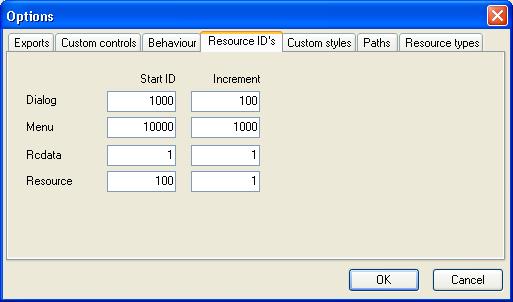 Options
Exports Custom controls Behaviour Resource ID's Custom styles Paths Resource types
Start ID Increment
Dialog 1000 100
Menu 10000 1000
Rcdata 1 1
Resource 100 1
OK Cancel